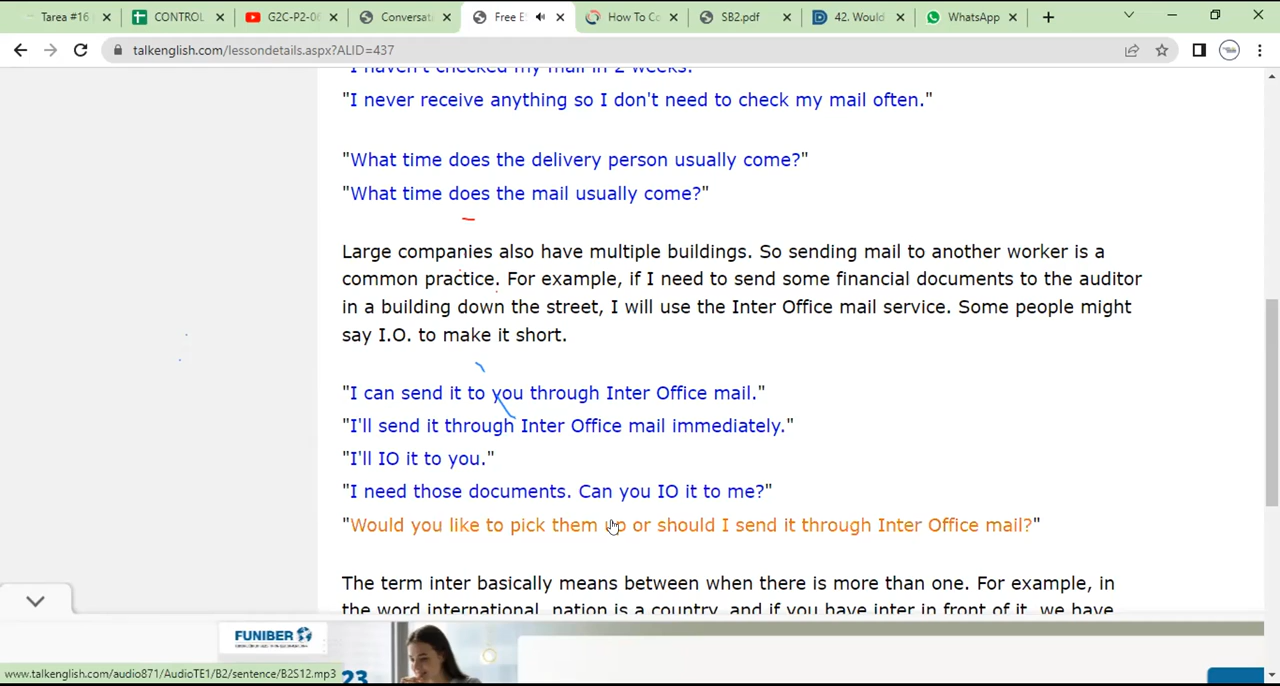 Tarea #16
CONTROL
G2C-P2-0
Conversat
Free E
How To Co
SB2.pdf
42. Would
WhatsApp
talkenglish.com/lessondetails.aspx?ALID=437
"I haven't checked my mail in 2 weeks."
"I never receive anything so I don't need to check my mail often."
"What time does the delivery person usually come?"
"What time does the mail usually come?"
Large companies also have multiple buildings. So sending mail to another worker is a
common practice. For example, if I need to send some financial documents to the auditor
in a building down the street, I will use the Inter Office mail service. Some people might
say I.O. to make it short.
"I can send it to you through Inter Office mail."
"I'll send it through Inter Office mail immediately."
"I'll IO it to you."
"I need those documents. Can you IO it to me?"
"Would you like to pick them up or should I send it through Inter Office mail?"
The term inter basically means between when there is more than one. For example, in
the word international, nation is a country, and if you have inter in front of it, we have
FUNIBER
23
www.talkenglish.com/audio871/AudioTE1/B2/sentence/B2S12.mp3